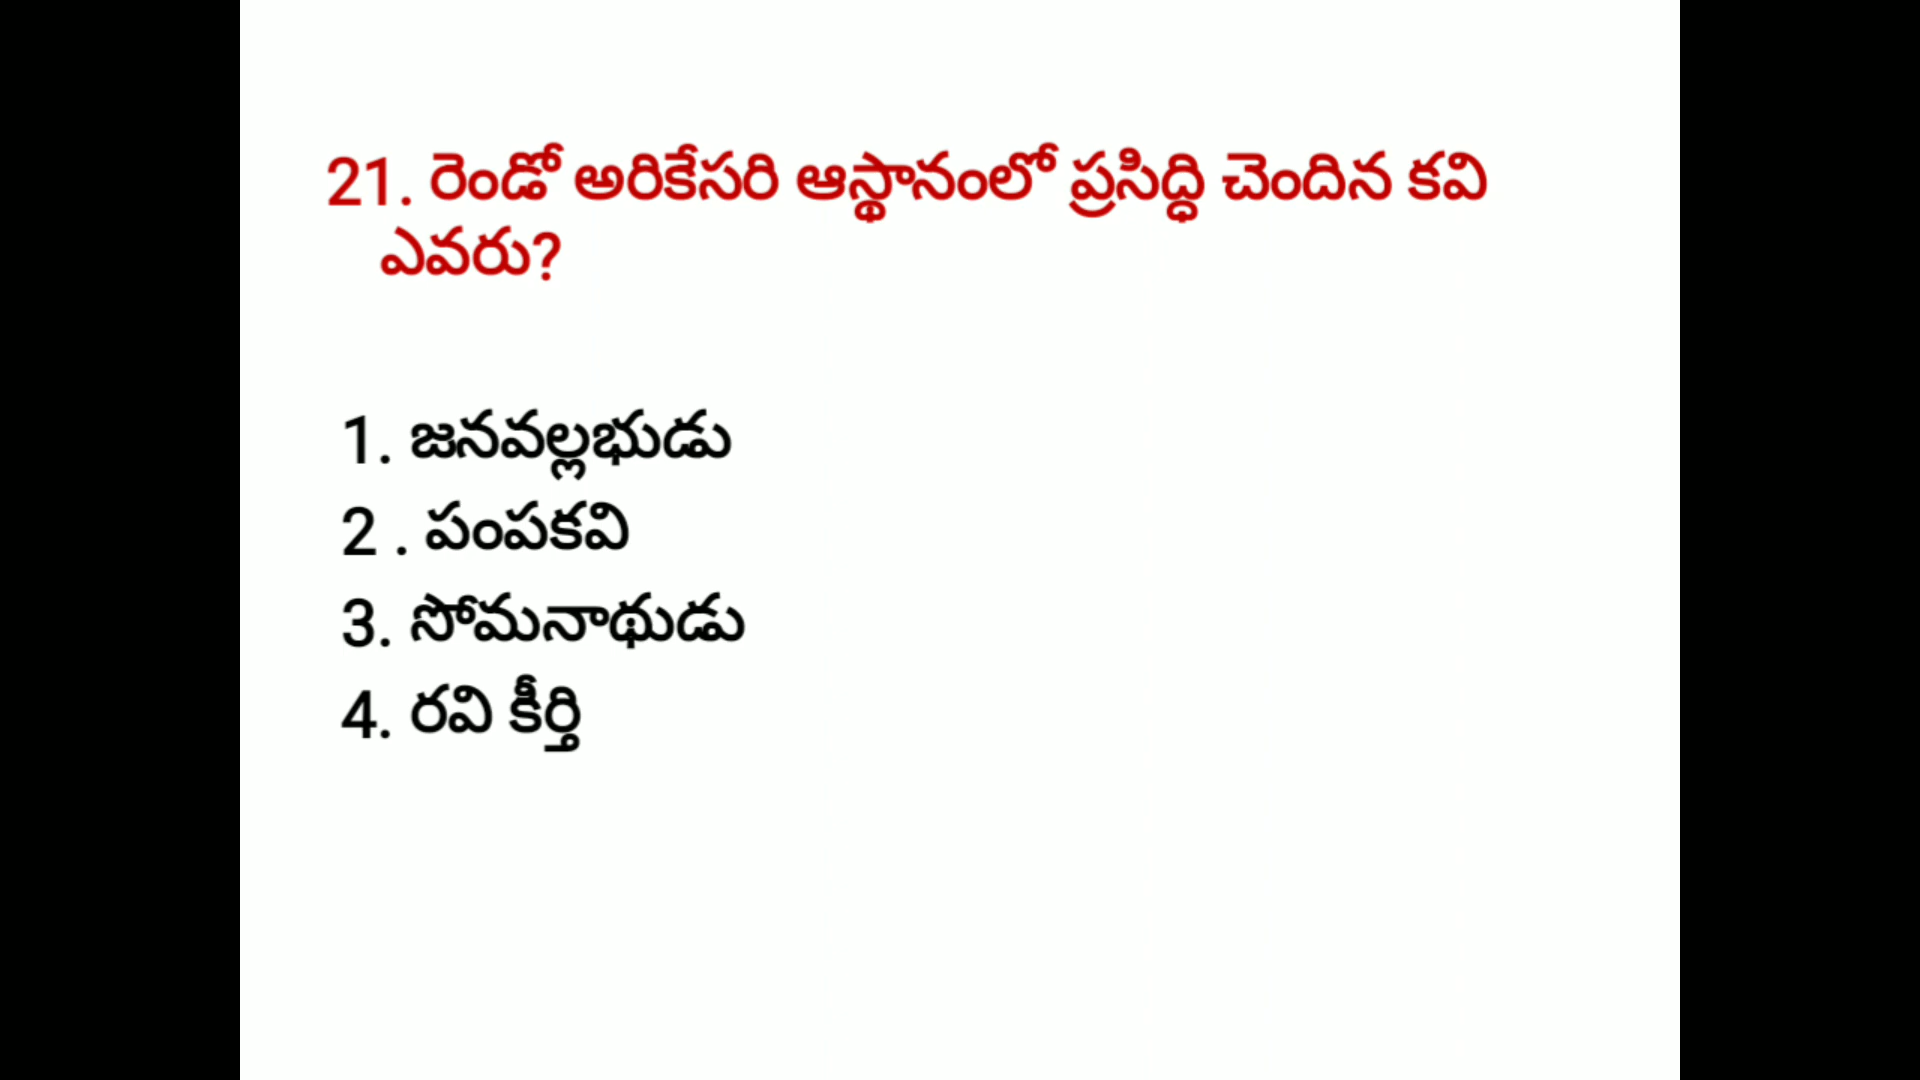 21. రెండో అరికేసరి ఆస్థానంలో ప్రసిద్ధి చెందిన కవి
ఎవరు?
1. జనవల్లభుడు
2 . పంపకవి
3. సోమనాథుడు
4. రవి కీర్తి